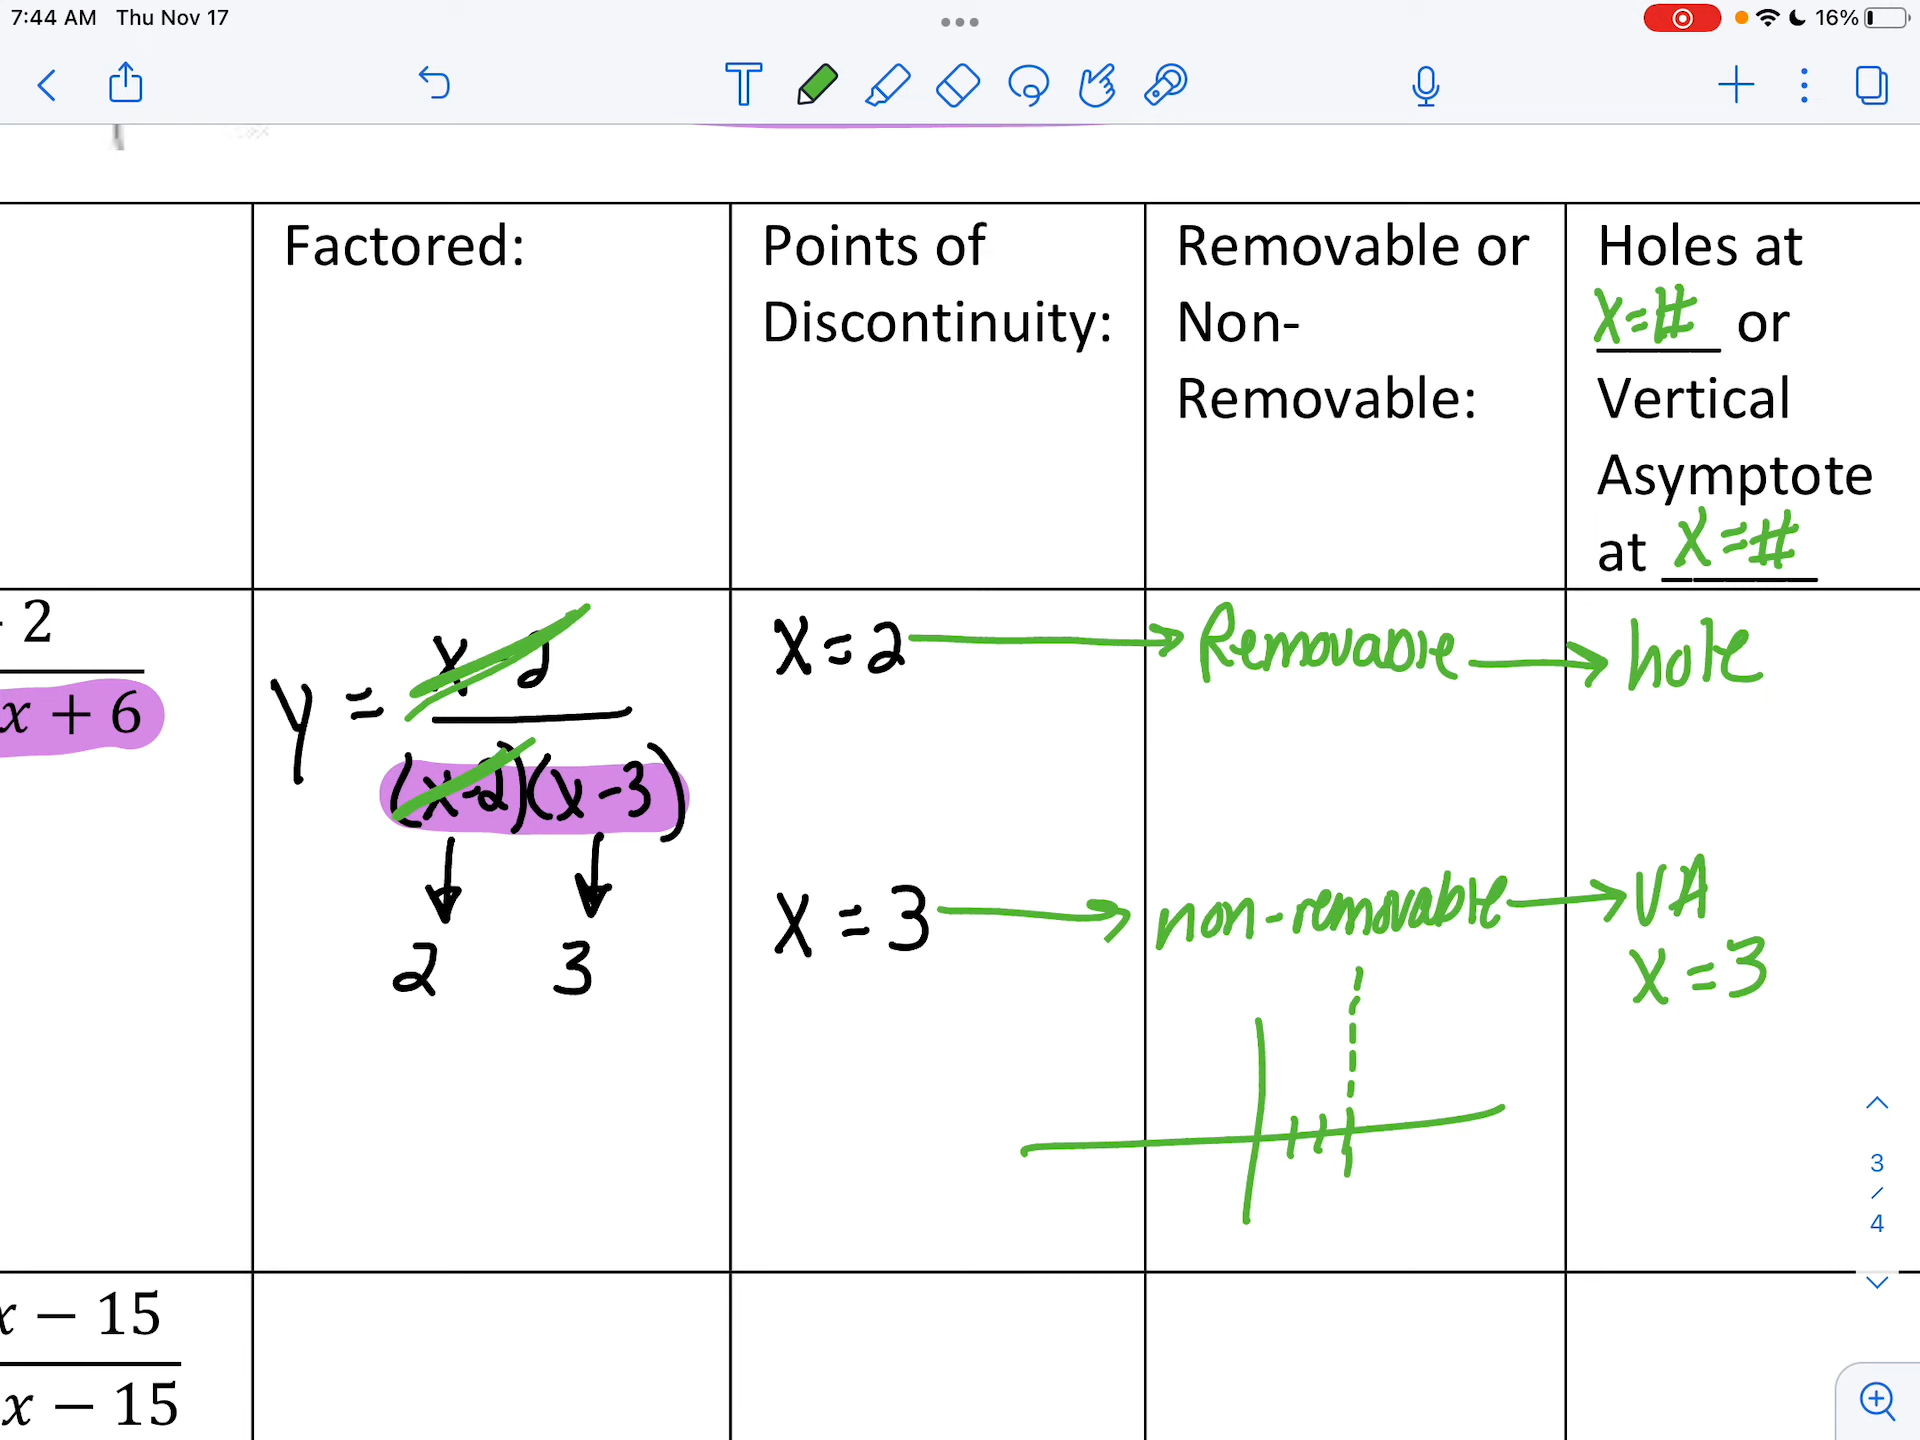 7:44 AM Thu Nov 17
16%
Factored:
Points of
Discontinuity:
Removable or
Non-
Removable:
Holes at
x=# or
Vertical
Asymptote
at x=#
- 2
x + 6
y = x-2
(x-2)(x-3)
2 3
x=2
Removable
hole
x=3
non-removable
VA
x=3
x − 15
x − 15
3
/
4